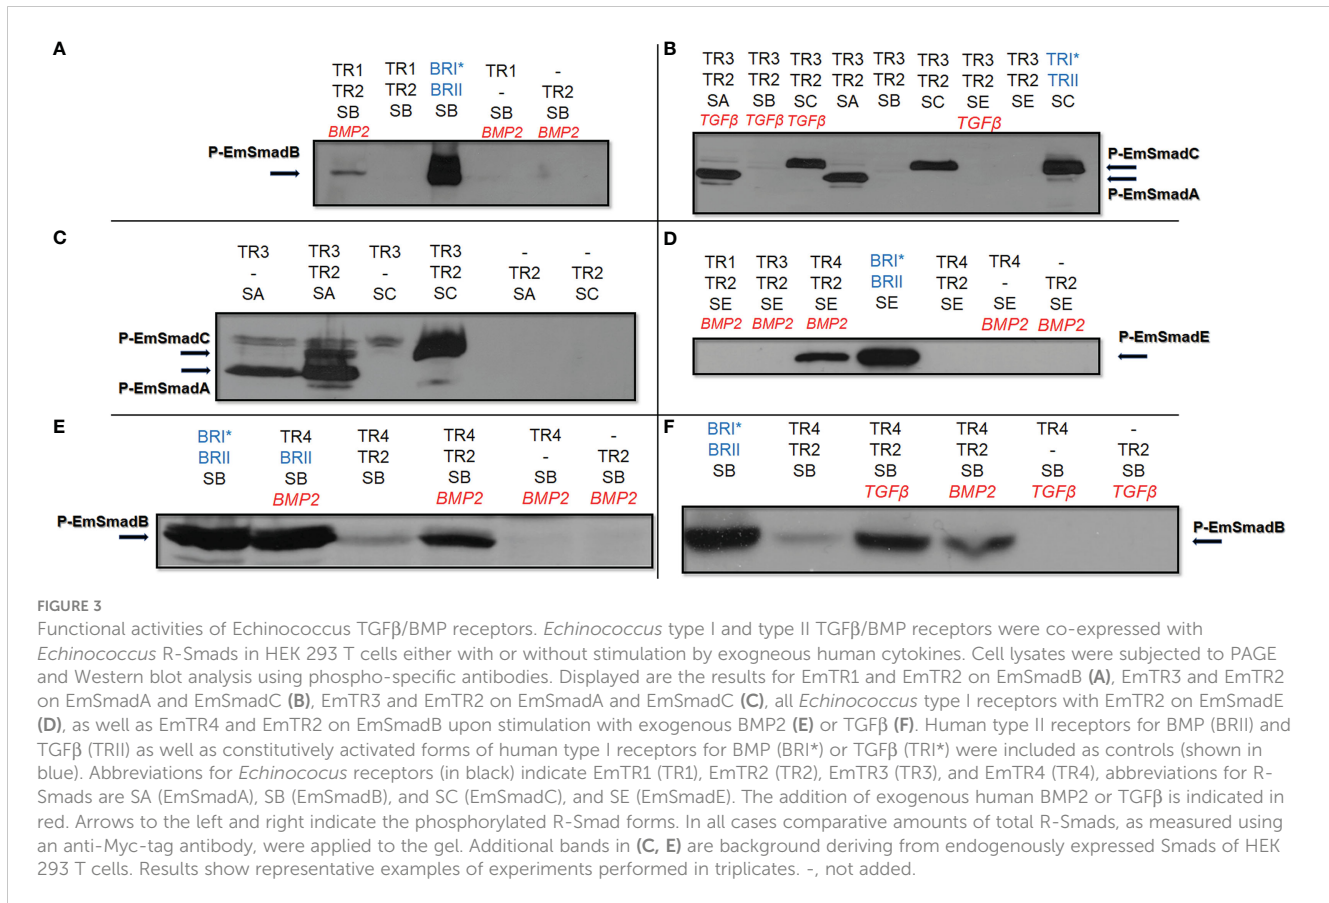 A
TR1 TR1 BRI* TR1 -
TR2 TR2 BRII - TR2
SB SB SB SB SB
BMP2 BMP2 BMP2
P-EmSmadB
B
TR3 TR3 TR3 TR3 TR3 TR3 TR3 TR3 TRI*
TR2 TR2 TR2 TR2 TR2 TR2 TR2 TR2 TRII
SA SB SC SA SB SC SE SE SC
TGFβ TGFβ TGFβ TGFβ
P-EmSmadC
P-EmSmadA
C
TR3 TR3 TR3 TR3 - -
- TR2 - TR2 TR2 TR2
SA SA SC SC SA SC
P-EmSmadC
P-EmSmadA
D
TR1 TR3 TR4 BRI* TR4 TR4 -
TR2 TR2 TR2 BRII TR2 - TR2
SE SE SE SE SE SE SE
BMP2 BMP2 BMP2 BMP2 BMP2
P-EmSmadE
E
BRI* TR4 TR4 TR4 TR4 -
BRII BRII TR2 TR2 - TR2
SB SB SB SB SB SB
BMP2 BMP2 BMP2 BMP2
P-EmSmadB
F
BRI* TR4 TR4 TR4 TR4 -
BRII TR2 TR2 TR2 - TR2
SB SB SB SB SB SB
TGFβ BMP2 TGFβ TGFβ
P-EmSmadB
FIGURE 3
Functional activities of Echinococcus TGFβ/BMP receptors. Echinococcus type I and type II TGFβ/BMP receptors were co-expressed with
Echinococcus R-Smads in HEK 293 T cells either with or without stimulation by exogneous human cytokines. Cell lysates were subjected to PAGE
and Western blot analysis using phospho-specific antibodies. Displayed are the results for EmTR1 and EmTR2 on EmSmadB (A), EmTR3 and EmTR2
on EmSmadA and EmSmadC (B), EmTR3 and EmTR2 on EmSmadA and EmSmadC (C), all Echinococcus type I receptors with EmTR2 on EmSmadE
(D), as well as EmTR4 and EmTR2 on EmSmadB upon stimulation with exogenous BMP2 (E) or TGFβ (F). Human type II receptors for BMP (BRII) and
TGFβ (TRII) as well as constitutively activated forms of human type I receptors for BMP (BRI*) or TGFβ (TRI*) were included as controls (shown in
blue). Abbreviations for Echinococus receptors (in black) indicate EmTR1 (TR1), EmTR2 (TR2), EmTR3 (TR3), and EmTR4 (TR4), abbreviations for R-
Smads are SA (EmSmadA), SB (EmSmadB), and SC (EmSmadC), and SE (EmSmadE). The addition of exogenous human BMP2 or TGFβ is indicated in
red. Arrows to the left and right indicate the phosphorylated R-Smad forms. In all cases comparative amounts of total R-Smads, as measured using
an anti-Myc-tag antibody, were applied to the gel. Additional bands in (C, E) are background deriving from endogenously expressed Smads of HEK
293 T cells. Results show representative examples of experiments performed in triplicates. -, not added.